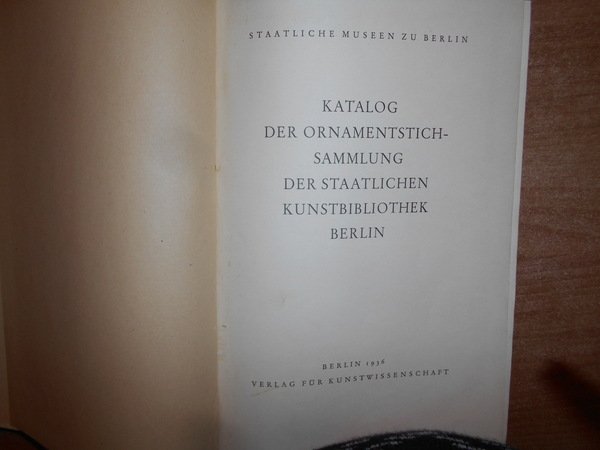 STAATLICHE MUSEEN ZU BERLIN
KATALOG
DER ORNAMENTSTICH-
SAMMLUNG
DER STAATLICHEN
KUNSTBIBLIOTHEK
BERLIN
BERLIN 1936
VERLAG FÜR KUNSTWISSENSCHAFT